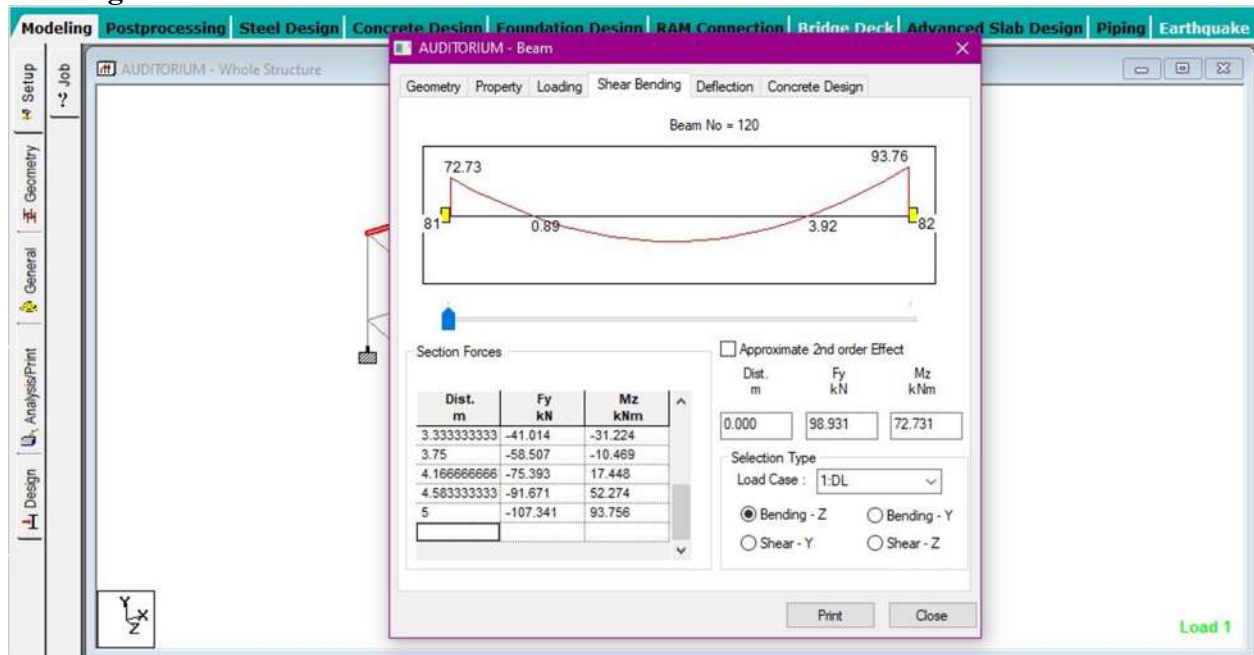 Modeling Postprocessing Steel Design Concrete Design Foundation Design RAM Connection Bridge Deck Advanced Slab Design Piping Earthquake
Setup
Geometry
General
Analysis/Print
Design
Job
?
AUDITORIUM - Whole Structure
AUDITORIUM - Beam
Geometry Property Loading Shear Bending Deflection Concrete Design
Beam No = 120
72.73 93.76
81 0.89 3.92 82
Section Forces
Dist. Fy Mz
m kN kNm
3.333333333 -41.014 -31.224
3.75 -58.507 -10.469
4.166666666 -75.393 17.448
4.583333333 -91.671 52.274
5 -107.341 93.756
Approximate 2nd order Effect
Dist. Fy Mz
m kN kNm
0.000 98.931 72.731
Selection Type
Load Case : 1:DL
Bending - Z Bending - Y
Shear - Y Shear - Z
Print Close
Y
X
Z
Load 1